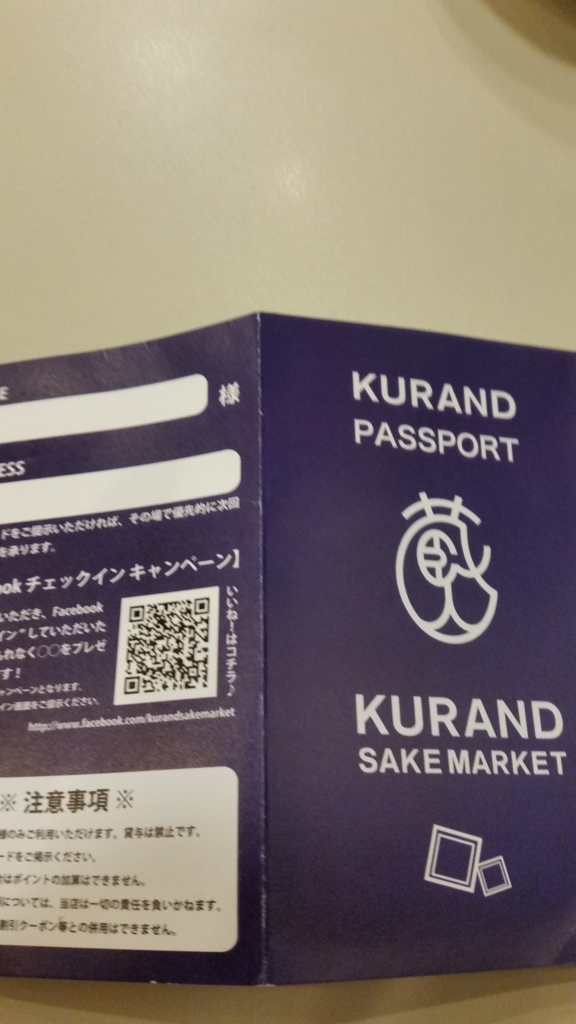 様
ESS
ドをご提示いただければ、その場で優先的に次回
を承ります。
ook チェックイン キャンペーン】
いただき、Facebook
イン”していただいた
られなく〇〇をプレゼ
す！
ャンペーンとなります。
イン画面をご提示ください。
いいね！はコチラ♪
http://www.facebook.com/kurandsakemarket
※ 注意事項 ※
様のみご利用いただけます。貸与は禁止です。
ードをご掲示ください。
はポイントの加算はできません。
については、当店は一切の責任を良いかねます。
割引クーポン等との併用はできません。
KURAND
PASSPORT
KURAND
SAKE MARKET